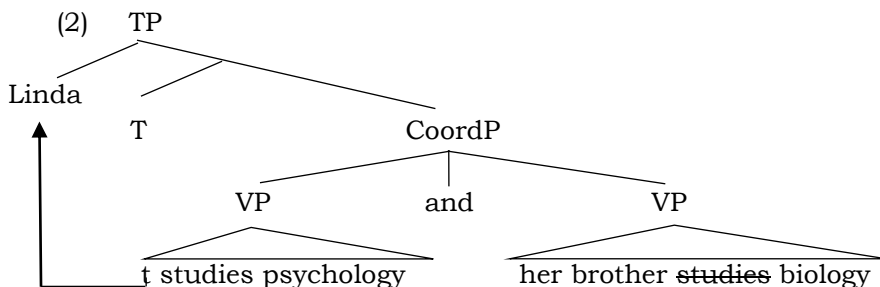 (2) TP
Linda
T CoordP
VP and VP
t studies psychology her brother studies biology